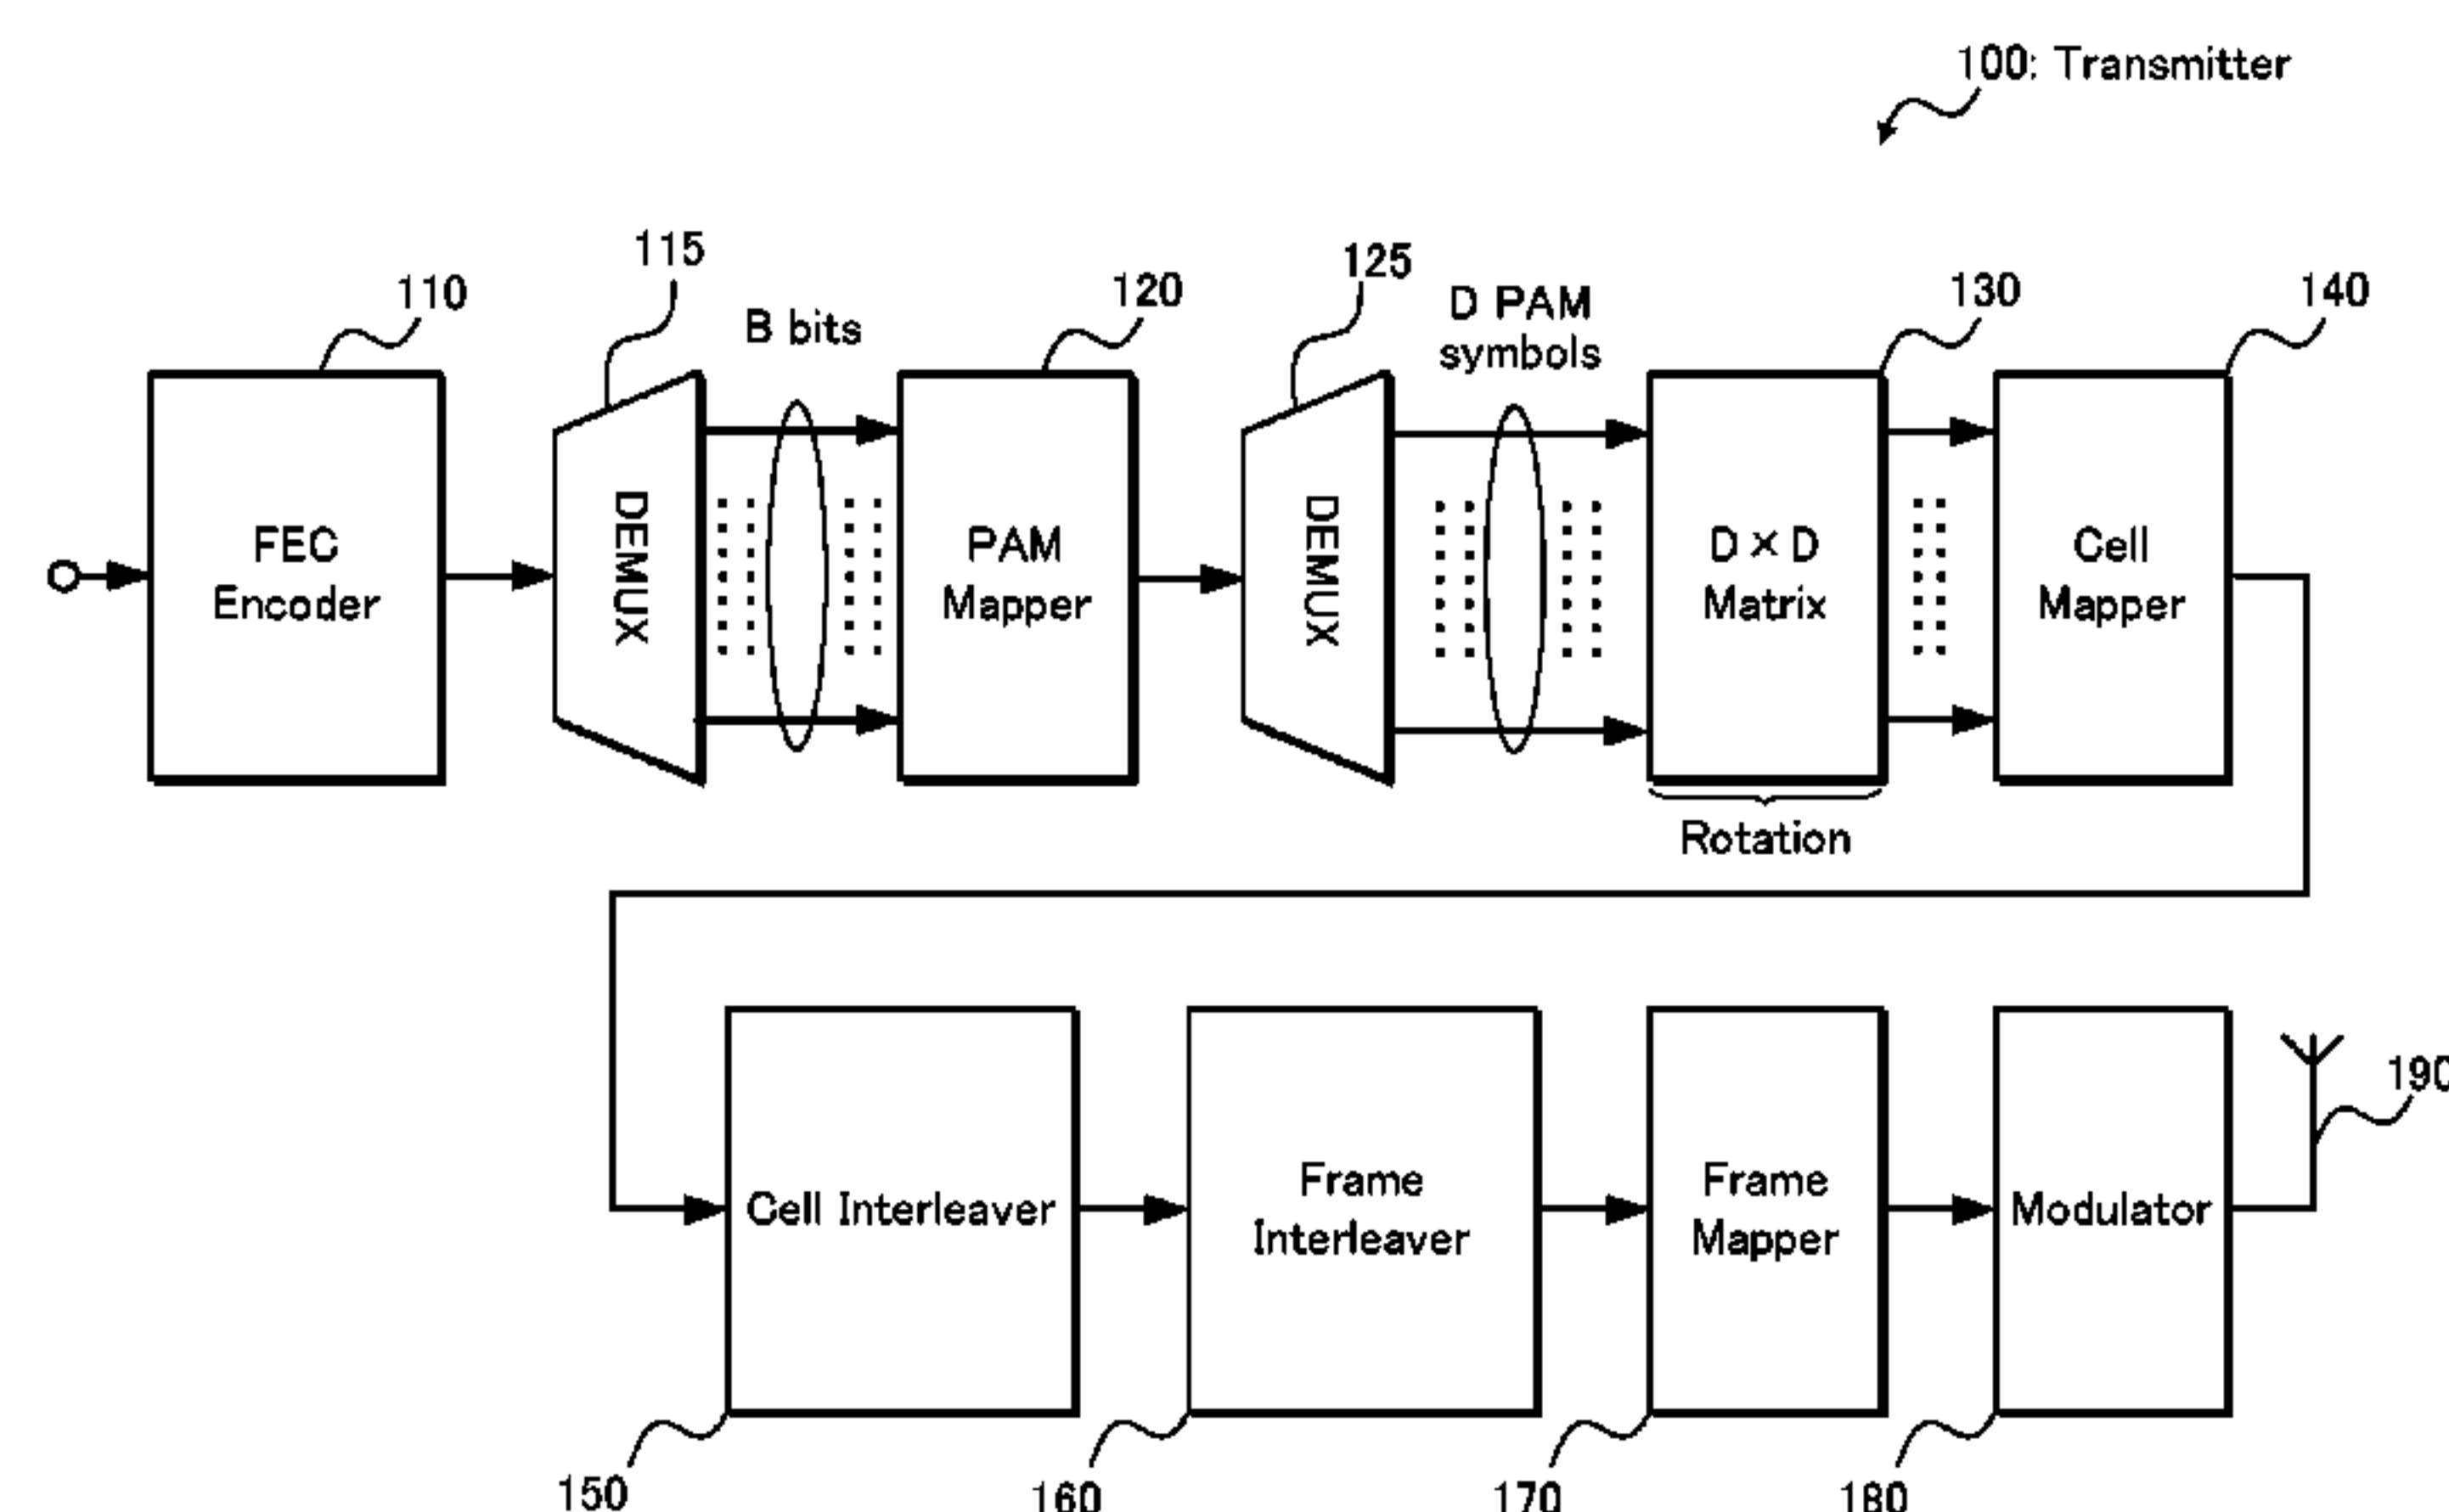 100: Transmitter
110
115
B bits
120
125
D PAM
symbols
130
140
FEC
Encoder
DEMUX
PAM
Mapper
DEMUX
D × D
Matrix
Cell
Mapper
Rotation
Cell Interleaver
Frame
Interleaver
Frame
Mapper
Modulator
190
150
160
170
180